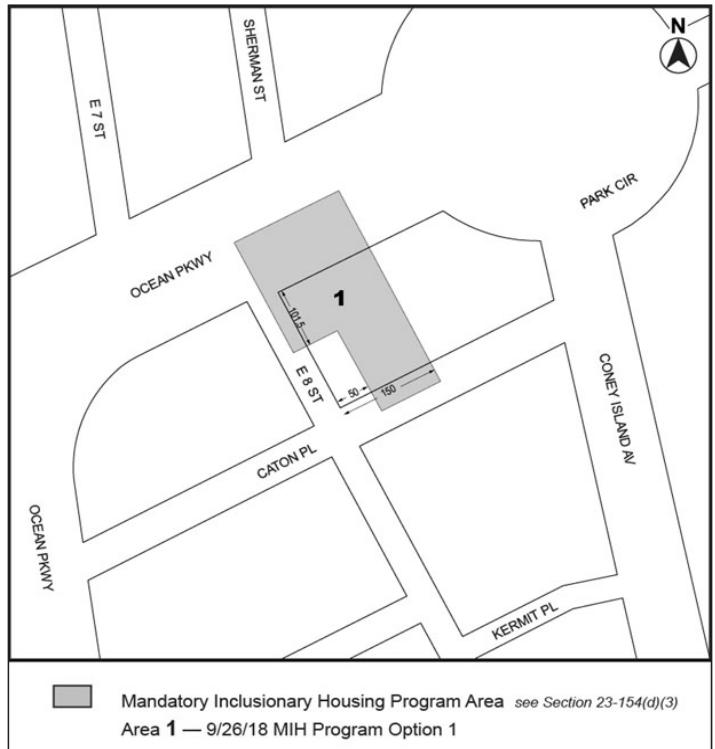 N
SHERMAN ST
E 7 ST
PARK CIR
OCEAN PKWY
1
101.5
E 8 ST
50
150
CONEY ISLAND AV
CATON PL
OCEAN PKWY
KERMIT PL
Mandatory Inclusionary Housing Program Area see Section 23-154(d)(3)
Area 1 — 9/26/18 MIH Program Option 1